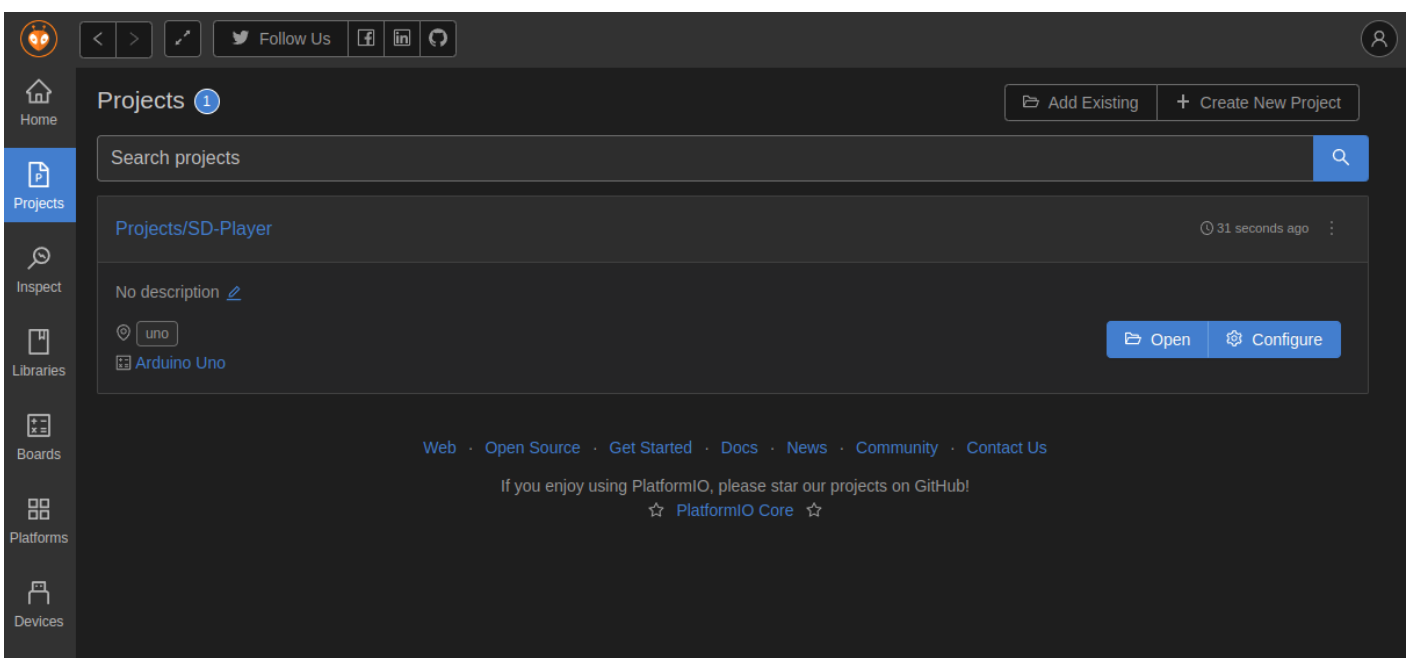 Follow Us
Home
Projects 1
Add Existing
Create New Project
Search projects
Projects
Projects/SD-Player
31 seconds ago
Inspect
No description
uno
Open
Configure
Arduino Uno
Libraries
Boards
Web · Open Source · Get Started · Docs · News · Community · Contact Us
If you enjoy using PlatformIO, please star our projects on GitHub!
PlatformIO Core
Platforms
Devices